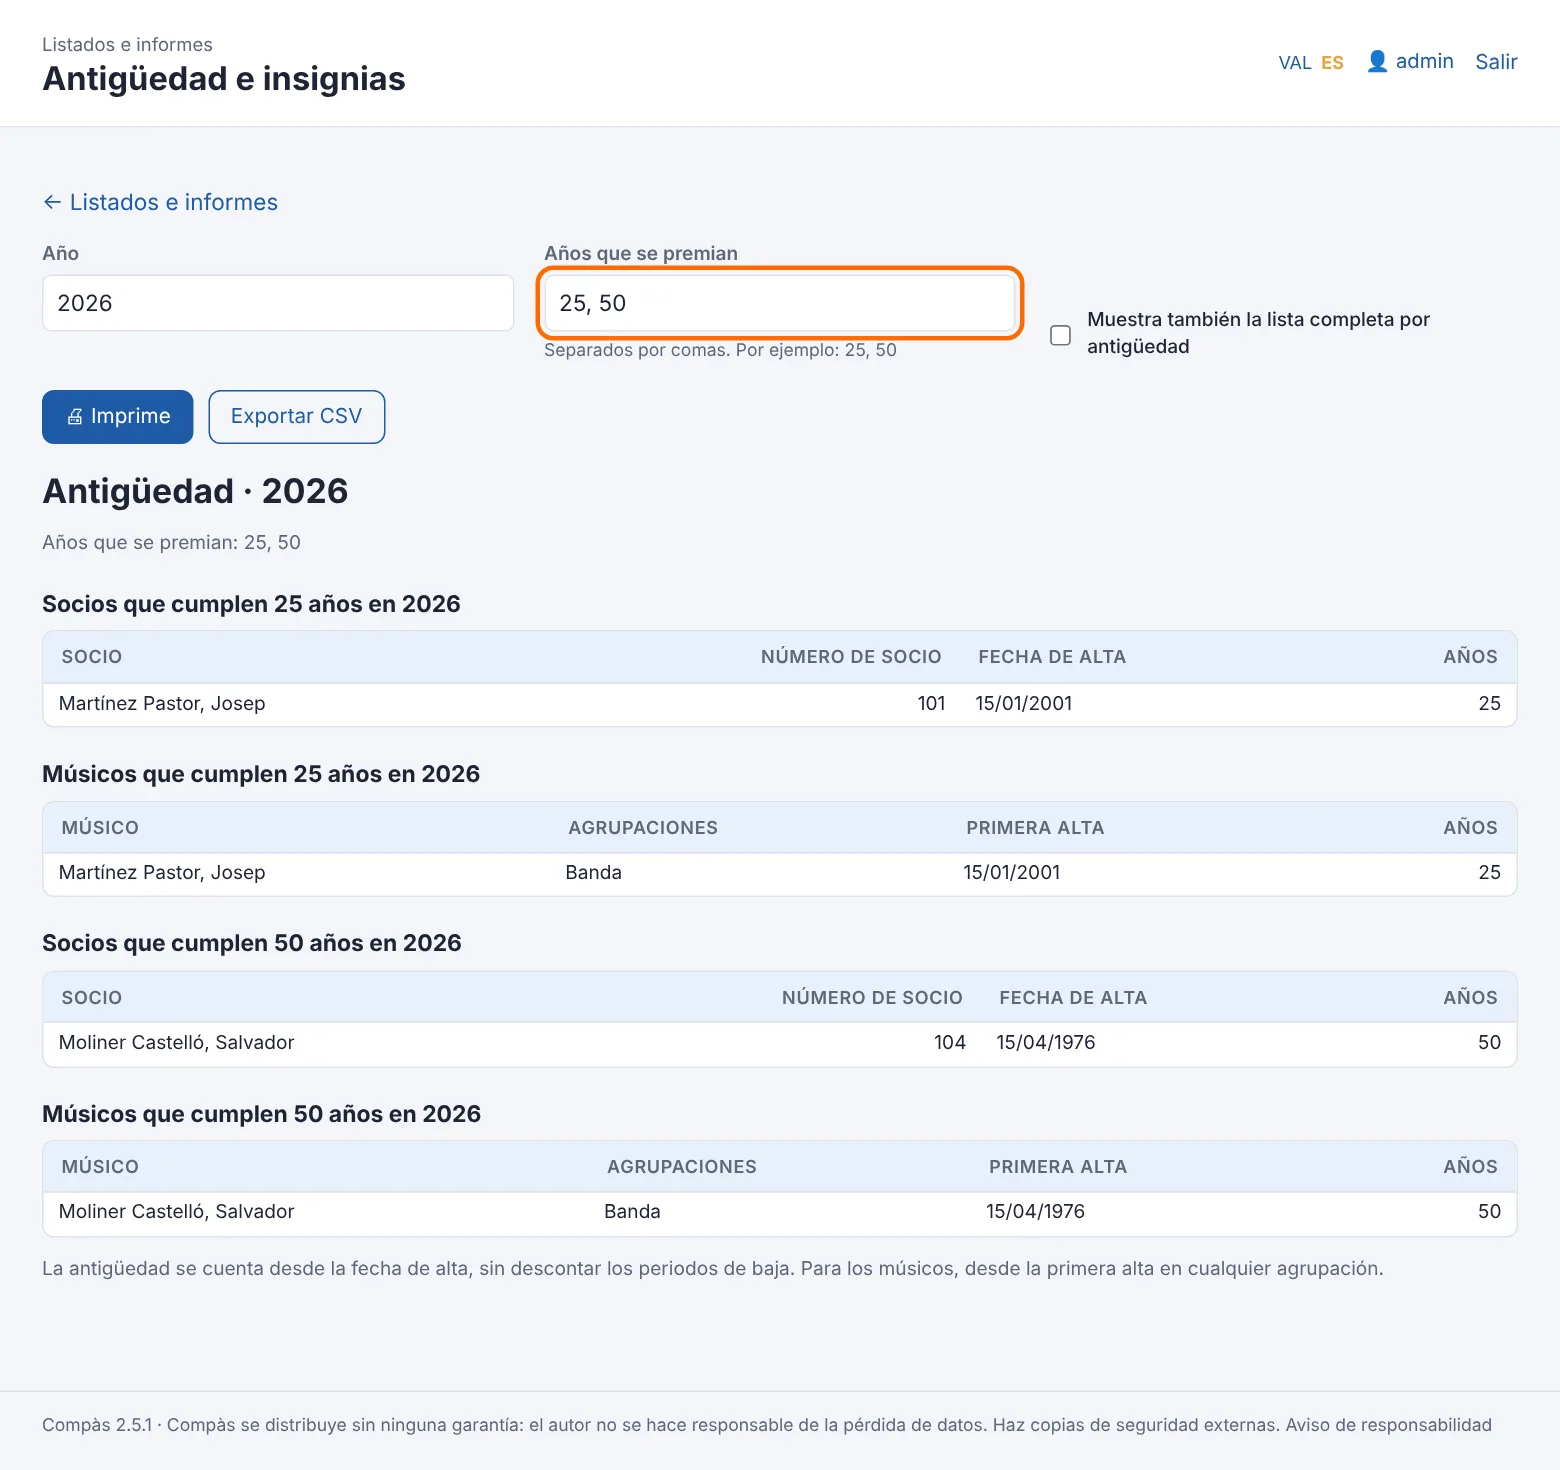 Listados e informes
Antigüedad e insignias
VAL ES admin Salir
← Listados e informes
Año
2026
Años que se premian
25, 50
Separados por comas. Por ejemplo: 25, 50
Muestra también la lista completa por
antigüedad
Imprime
Exportar CSV
Antigüedad · 2026
Años que se premian: 25, 50
Socios que cumplen 25 años en 2026
SOCIO NÚMERO DE SOCIO FECHA DE ALTA AÑOS
Martínez Pastor, Josep 101 15/01/2001 25
Músicos que cumplen 25 años en 2026
MÚSICO AGRUPACIONES PRIMERA ALTA AÑOS
Martínez Pastor, Josep Banda 15/01/2001 25
Socios que cumplen 50 años en 2026
SOCIO NÚMERO DE SOCIO FECHA DE ALTA AÑOS
Moliner Castelló, Salvador 104 15/04/1976 50
Músicos que cumplen 50 años en 2026
MÚSICO AGRUPACIONES PRIMERA ALTA AÑOS
Moliner Castelló, Salvador Banda 15/04/1976 50
La antigüedad se cuenta desde la fecha de alta, sin descontar los periodos de baja. Para los músicos, desde la primera alta en cualquier agrupación.
Compàs 2.5.1 · Compàs se distribuye sin ninguna garantía: el autor no se hace responsable de la pérdida de datos. Haz copias de seguridad externas. Aviso de responsabilidad